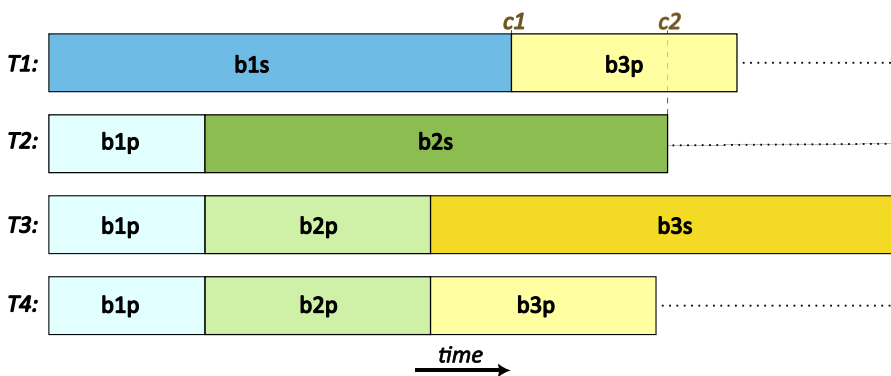 c1 c2
T1: b1s b3p
T2: b1p b2s
T3: b1p b2p b3s
T4: b1p b2p b3p
time